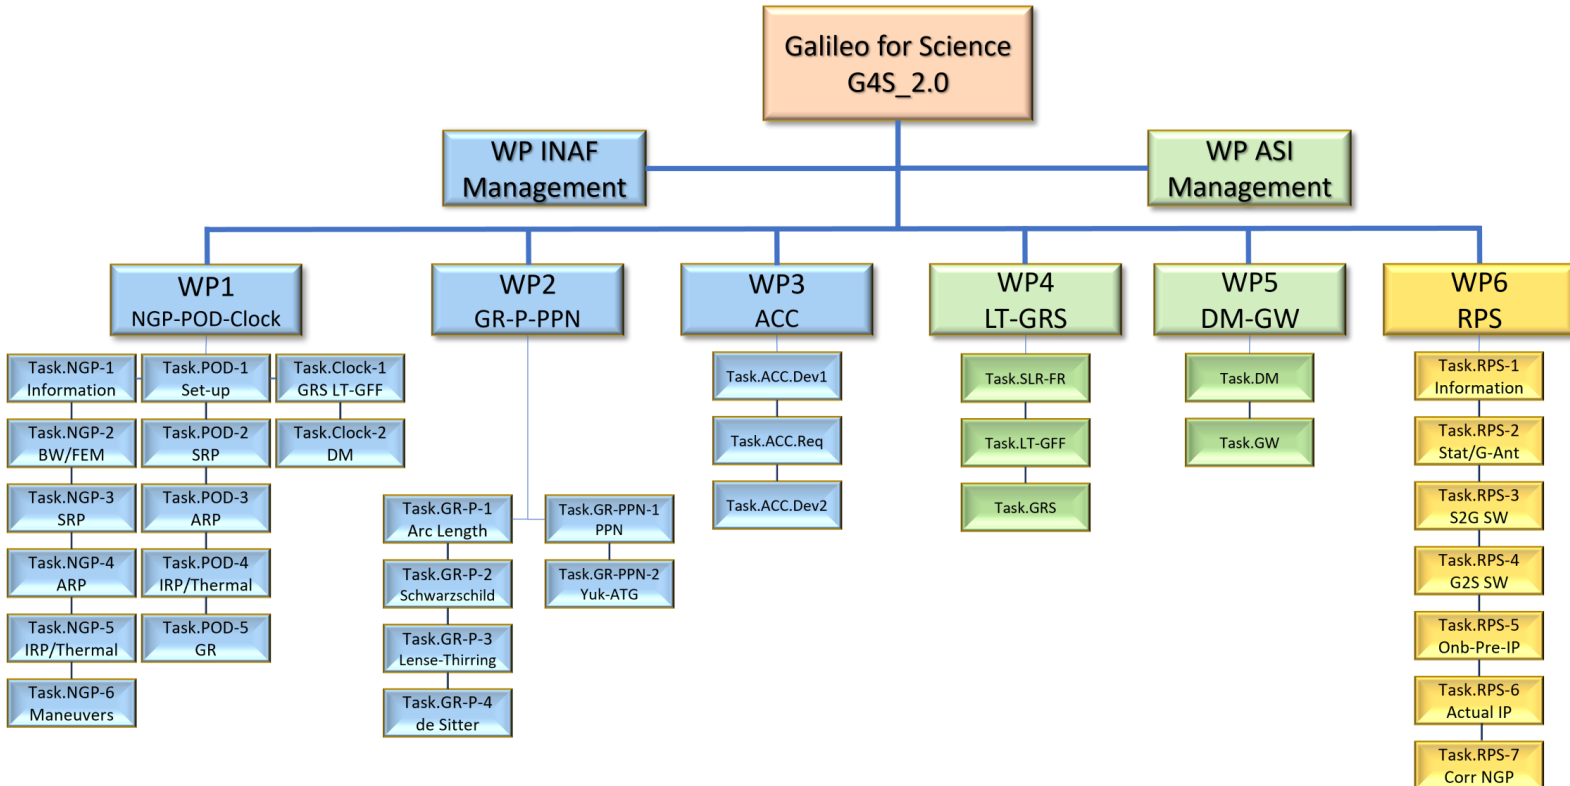 Galileo for Science
G4S_2.0
WP INAF
Management
WP ASI
Management
WP1
NGP-POD-Clock
WP2
GR-P-PPN
WP3
ACC
WP4
LT-GRS
WP5
DM-GW
WP6
RPS
Task.NGP-1
Information
Task.NGP-2
BW/FEM
Task.NGP-3
SRP
Task.NGP-4
ARP
Task.NGP-5
IRP/Thermal
Task.NGP-6
Maneuvers
Task.POD-1
Set-up
Task.POD-2
SRP
Task.POD-3
ARP
Task.POD-4
IRP/Thermal
Task.POD-5
GR
Task.Clock-1
GRS LT-GFF
Task.Clock-2
DM
Task.GR-P-1
Arc Length
Task.GR-P-2
Schwarzschild
Task.GR-P-3
Lense-Thirring
Task.GR-P-4
de Sitter
Task.GR-PPN-1
PPN
Task.GR-PPN-2
Yuk-ATG
Task.ACC.Dev1
Task.ACC.Req
Task.ACC.Dev2
Task.SLR-FR
Task.LT-GFF
Task.GRS
Task.DM
Task.GW
Task.RPS-1
Information
Task.RPS-2
Stat/G-Ant
Task.RPS-3
S2G SW
Task.RPS-4
G2S SW
Task.RPS-5
Onb-Pre-IP
Task.RPS-6
Actual IP
Task.RPS-7
Corr NGP